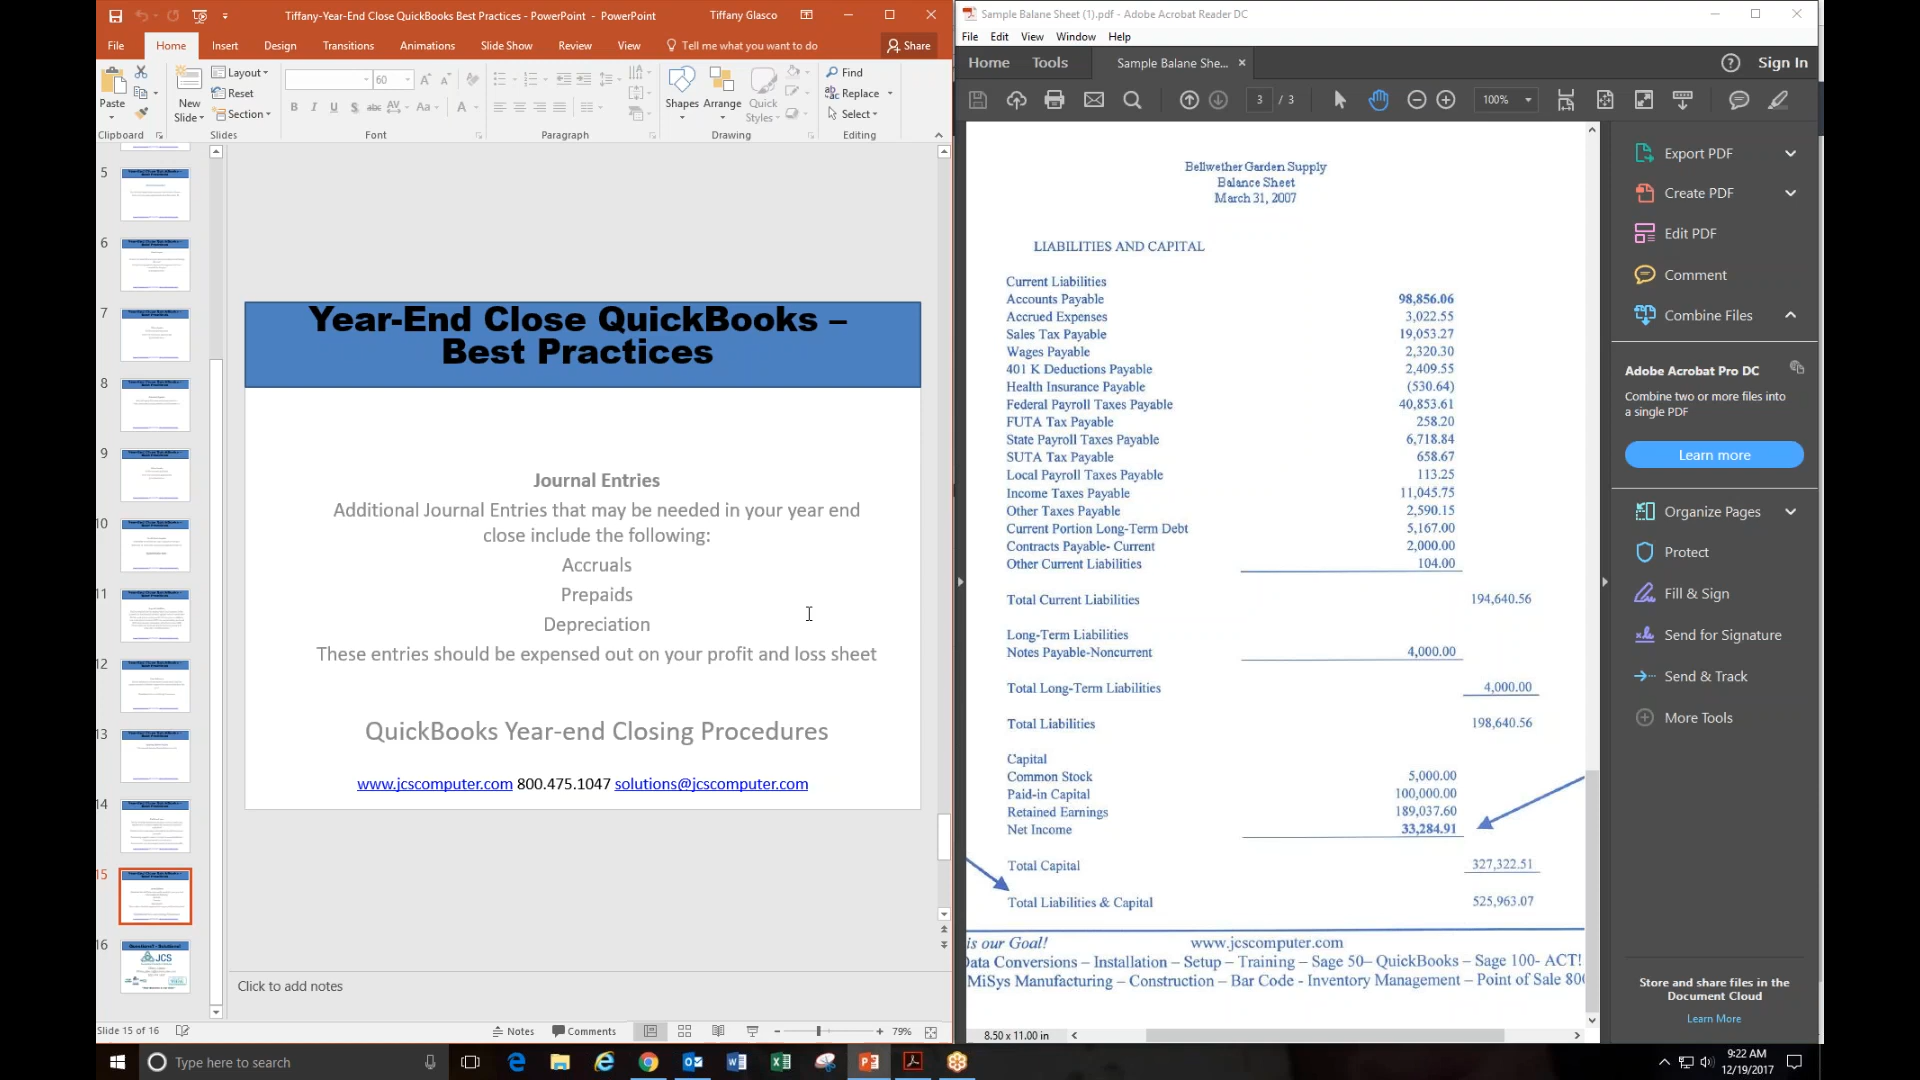 Tiffany-Year-End Close QuickBooks Best Practices - PowerPoint - PowerPoint
Tiffany Glasco
File Home Insert Design Transitions Animations Slide Show Review View Tell me what you want to do Share
Paste
New Slide
Layout
Reset
Section
60
Shapes Arrange Quick Styles
Find
Replace
Select
Clipboard Slides Font Paragraph Drawing Editing
5
6
7
8
9
10
11
12
13
14
15
16
Year-End Close QuickBooks –
Best Practices
Journal Entries
Additional Journal Entries that may be needed in your year end
close include the following:
Accruals
Prepaids
Depreciation
These entries should be expensed out on your profit and loss sheet
QuickBooks Year-end Closing Procedures
www.jcscomputer.com 800.475.1047 solutions@jcscomputer.com
Click to add notes
Slide 15 of 16
Notes Comments 79%
Sample Balane Sheet (1).pdf - Adobe Acrobat Reader DC
File Edit View Window Help
Home Tools Sample Balane She... Sign In
3 / 3 100%
Bellwether Garden Supply
Balance Sheet
March 31, 2007
LIABILITIES AND CAPITAL
Current Liabilities
Accounts Payable 98,856.06
Accrued Expenses 3,022.55
Sales Tax Payable 19,053.27
Wages Payable 2,320.30
401 K Deductions Payable 2,409.55
Health Insurance Payable (530.64)
Federal Payroll Taxes Payable 40,853.61
FUTA Tax Payable 258.20
State Payroll Taxes Payable 6,718.84
SUTA Tax Payable 658.67
Local Payroll Taxes Payable 113.25
Income Taxes Payable 11,045.75
Other Taxes Payable 2,590.15
Current Portion Long-Term Debt 5,167.00
Contracts Payable- Current 2,000.00
Other Current Liabilities 104.00
Total Current Liabilities 194,640.56
Long-Term Liabilities
Notes Payable-Noncurrent 4,000.00
Total Long-Term Liabilities 4,000.00
Total Liabilities 198,640.56
Capital
Common Stock 5,000.00
Paid-in Capital 100,000.00
Retained Earnings 189,037.60
Net Income 33,284.91
Total Capital 327,322.51
Total Liabilities & Capital 525,963.07
is our Goal! www.jcscomputer.com
Data Conversions – Installation – Setup – Training – Sage 50– QuickBooks – Sage 100- ACT!
MiSys Manufacturing – Construction – Bar Code - Inventory Management – Point of Sale 80
8.50 x 11.00 in
Export PDF
Create PDF
Edit PDF
Comment
Combine Files
Adobe Acrobat Pro DC
Combine two or more files into
a single PDF
Learn more
Organize Pages
Protect
Fill & Sign
Send for Signature
Send & Track
More Tools
Store and share files in the
Document Cloud
Learn More
Type here to search
9:22 AM
12/19/2017